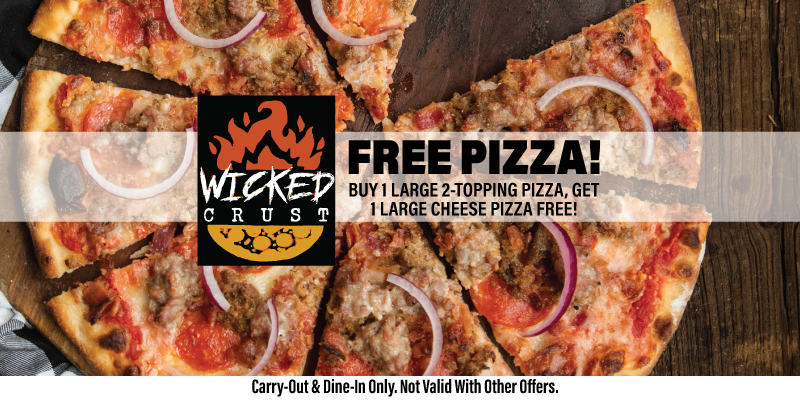 WICKED
CRUST
FREE PIZZA!
BUY 1 LARGE 2-TOPPING PIZZA, GET
1 LARGE CHEESE PIZZA FREE!
Carry-Out & Dine-In Only. Not Valid With Other Offers.